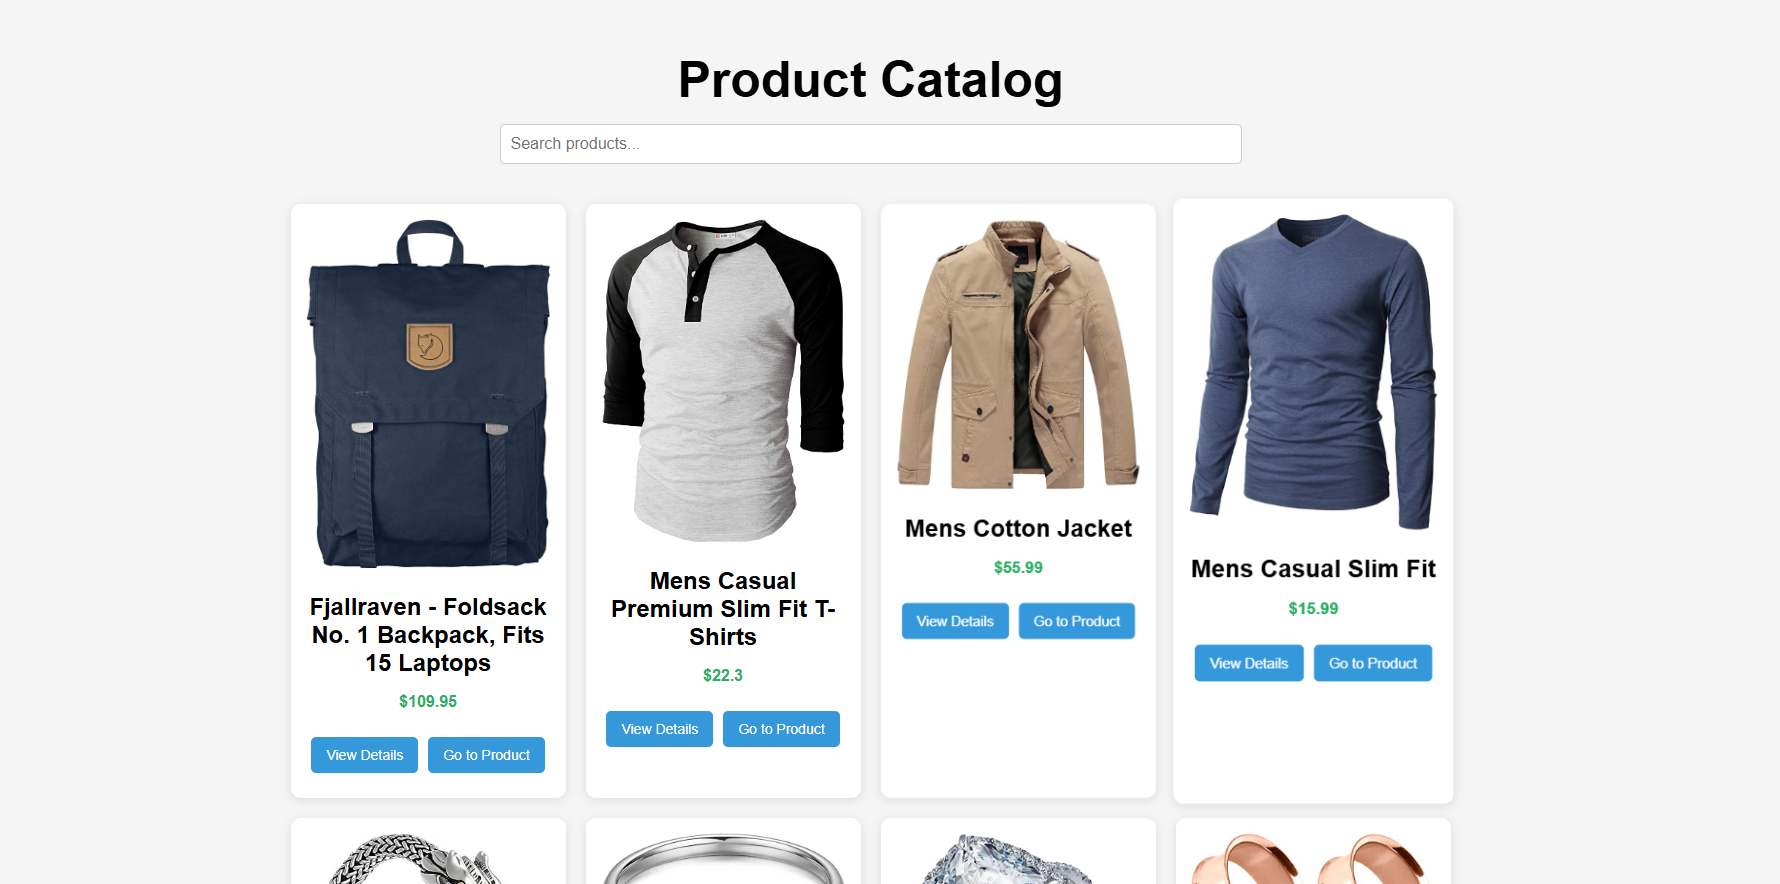 Product Catalog
Search products...
Fjallraven - Foldsack
No. 1 Backpack, Fits
15 Laptops
$109.95
View Details
Go to Product
Mens Casual
Premium Slim Fit T-
Shirts
$22.3
View Details
Go to Product
Mens Cotton Jacket
$55.99
View Details
Go to Product
Mens Casual Slim Fit
$15.99
View Details
Go to Product